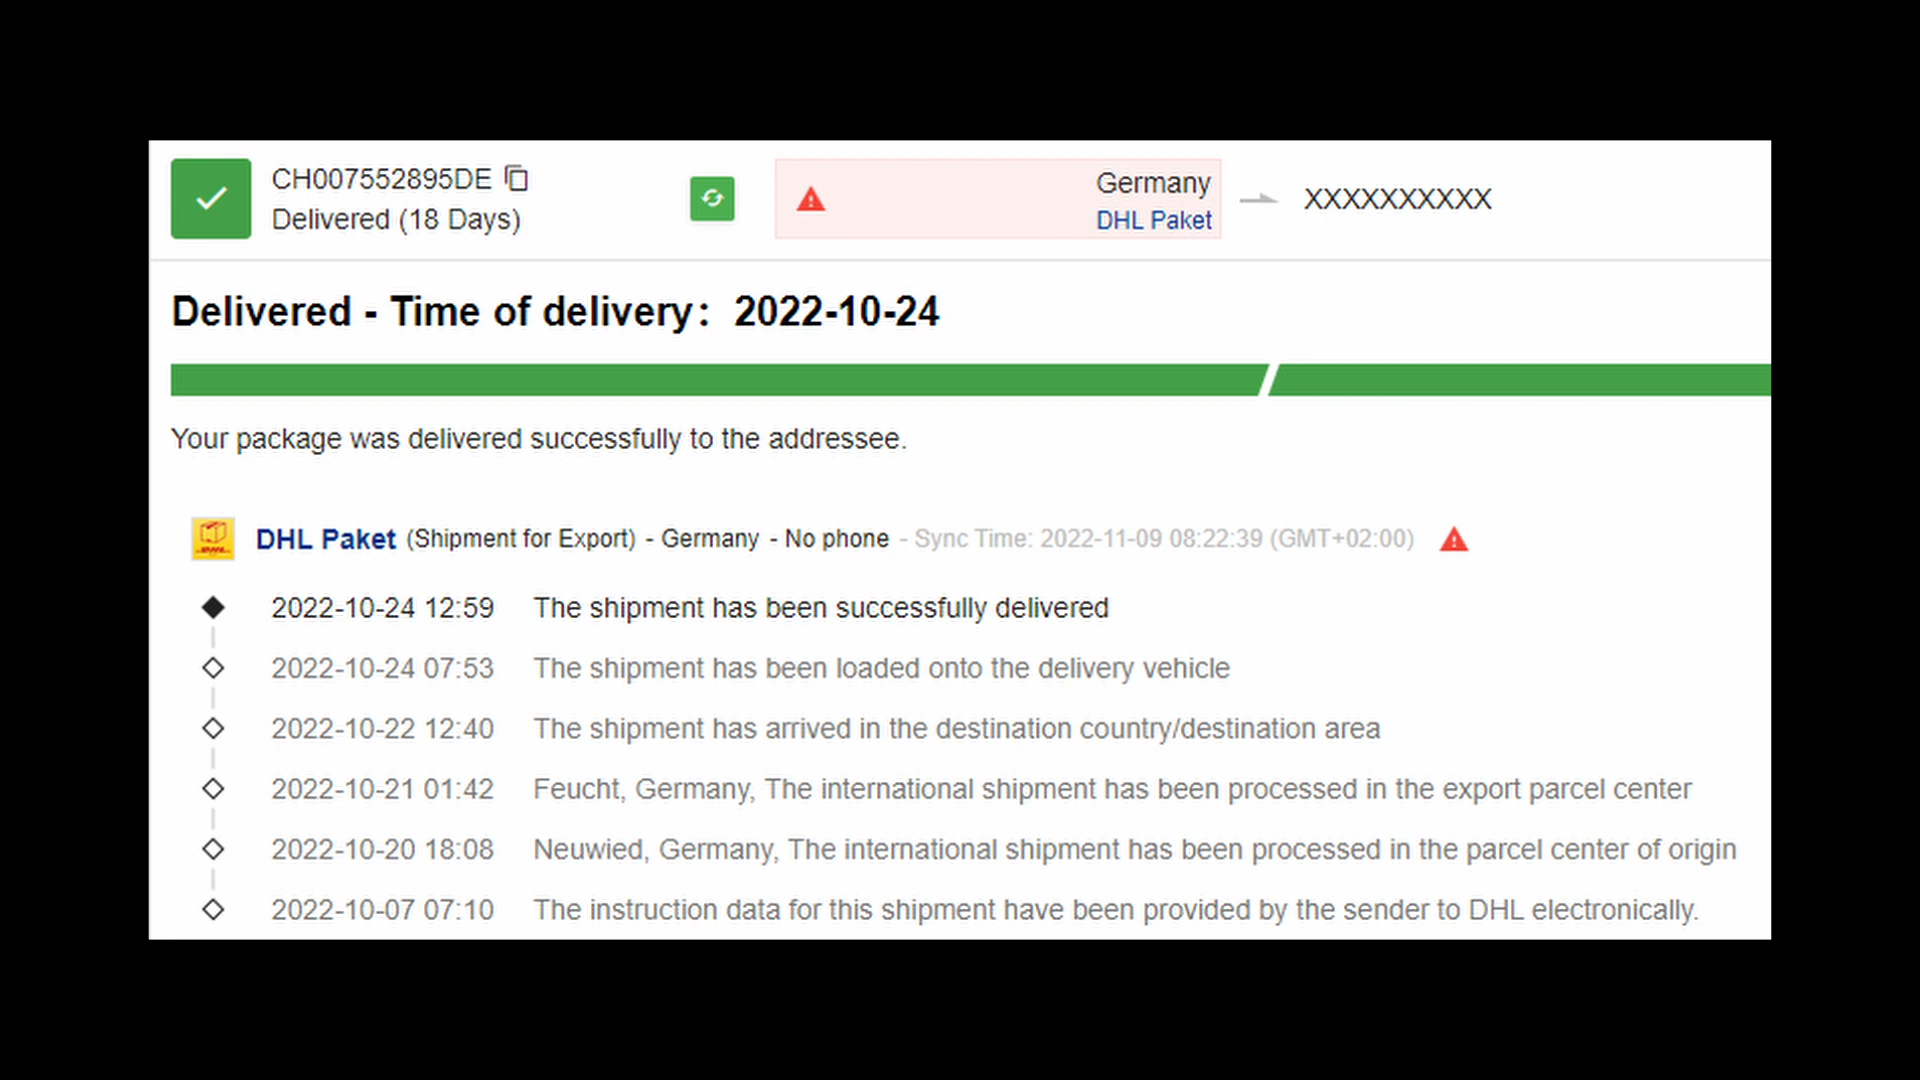 CH007552895DE
Delivered (18 Days)
Germany
DHL Paket
XXXXXXXXXX
Delivered - Time of delivery: 2022-10-24
Your package was delivered successfully to the addressee.
DHL Paket (Shipment for Export) - Germany - No phone - Sync Time: 2022-11-09 08:22:39 (GMT+02:00)
2022-10-24 12:59 The shipment has been successfully delivered
2022-10-24 07:53 The shipment has been loaded onto the delivery vehicle
2022-10-22 12:40 The shipment has arrived in the destination country/destination area
2022-10-21 01:42 Feucht, Germany, The international shipment has been processed in the export parcel center
2022-10-20 18:08 Neuwied, Germany, The international shipment has been processed in the parcel center of origin
2022-10-07 07:10 The instruction data for this shipment have been provided by the sender to DHL electronically.